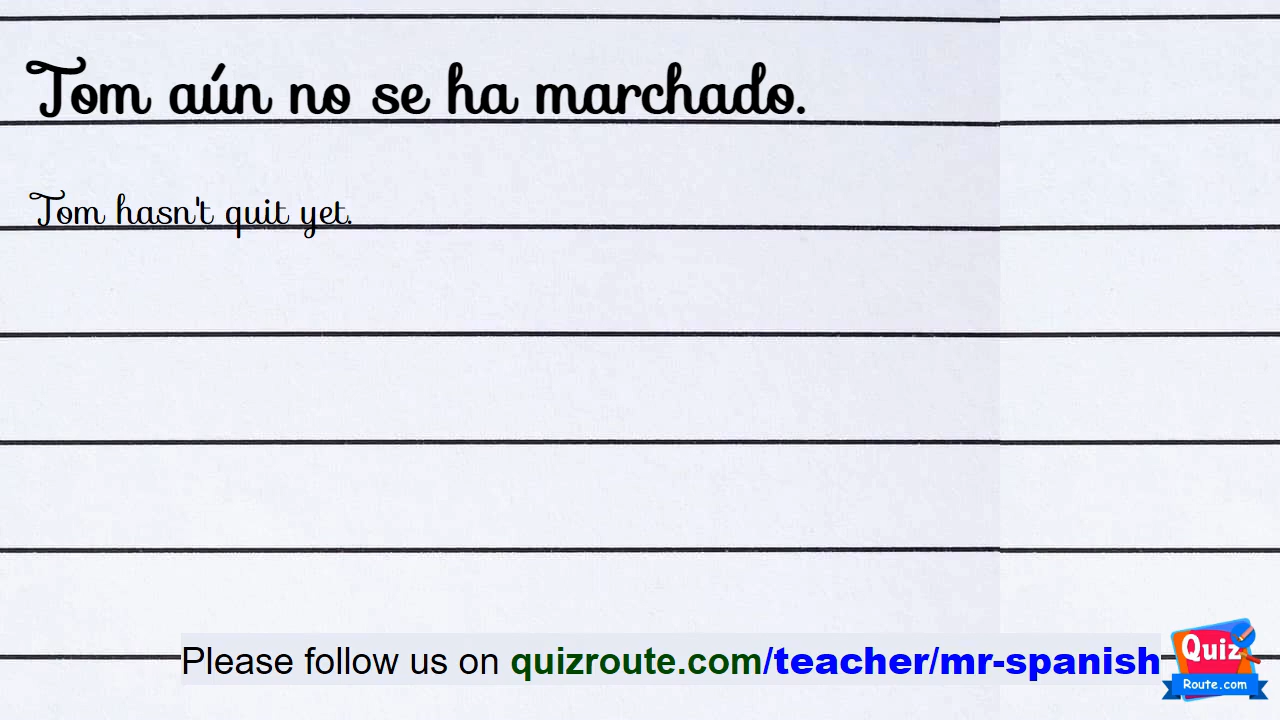 Tom aún no se ha marchado.
Tom hasn't quit yet.
Please follow us on quizroute.com/teacher/mr-spanish
Quiz
Route.com